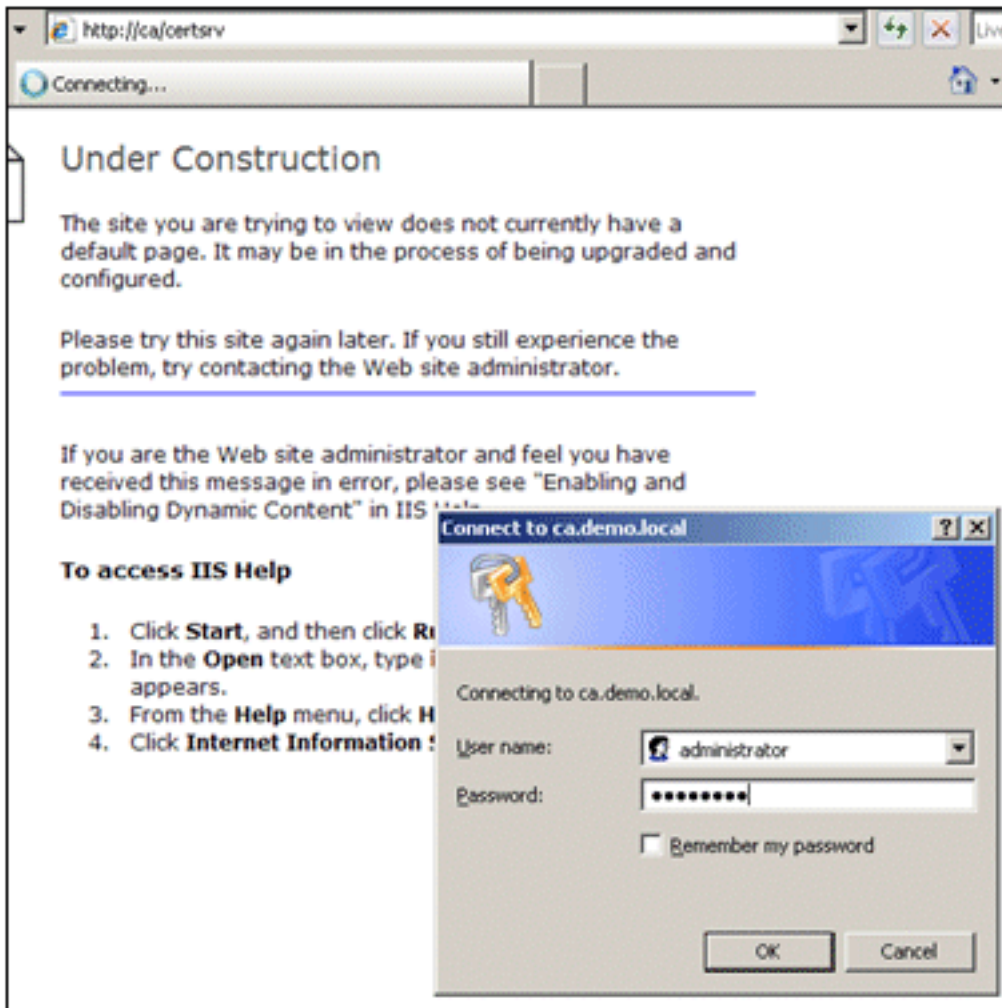 http://ca/certsrv
Live
Connecting...
Under Construction
The site you are trying to view does not currently have a
default page. It may be in the process of being upgraded and
configured.
Please try this site again later. If you still experience the
problem, try contacting the Web site administrator.
If you are the Web site administrator and feel you have
received this message in error, please see "Enabling and
Disabling Dynamic Content" in IIS Help
To access IIS Help
1. Click Start, and then click
2. In the Open text box, type
appears.
3. From the Help menu, click
4. Click Internet Information
Connect to ca.demo.local
Connecting to ca.demo.local.
User name:
administrator
Password:
••••••••
Remember my password
OK
Cancel